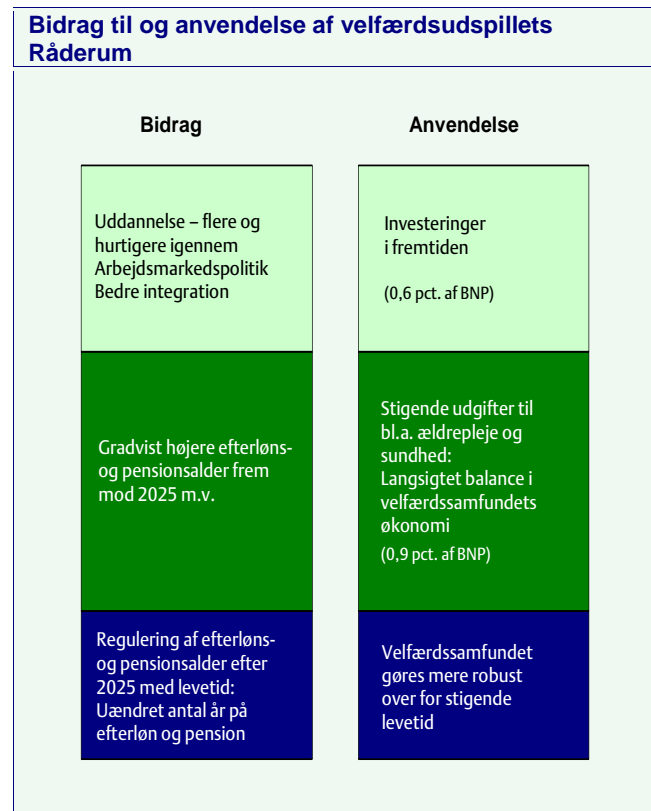 Bidrag til og anvendelse af velfærdsudspillets
Råderum
Bidrag
Uddannelse – flere og
hurtigere igennem
Arbejdsmarkedspolitik
Bedre integration
Gradvist højere efterløns-
og pensionsalder frem
mod 2025 m.v.
Regulering af efterløns-
og pensionsalder efter
2025 med levetid:
Uændret antal år på
efterløn og pension
Anvendelse
Investeringer
i fremtiden
(0,6 pct. af BNP)
Stigende udgifter til
bl.a. ældrepleje og
sundhed:
Langsigtet balance i
velfærdssamfundets
økonomi
(0,9 pct. af BNP)
Velfærdssamfundet
gøres mere robust
over for stigende
levetid